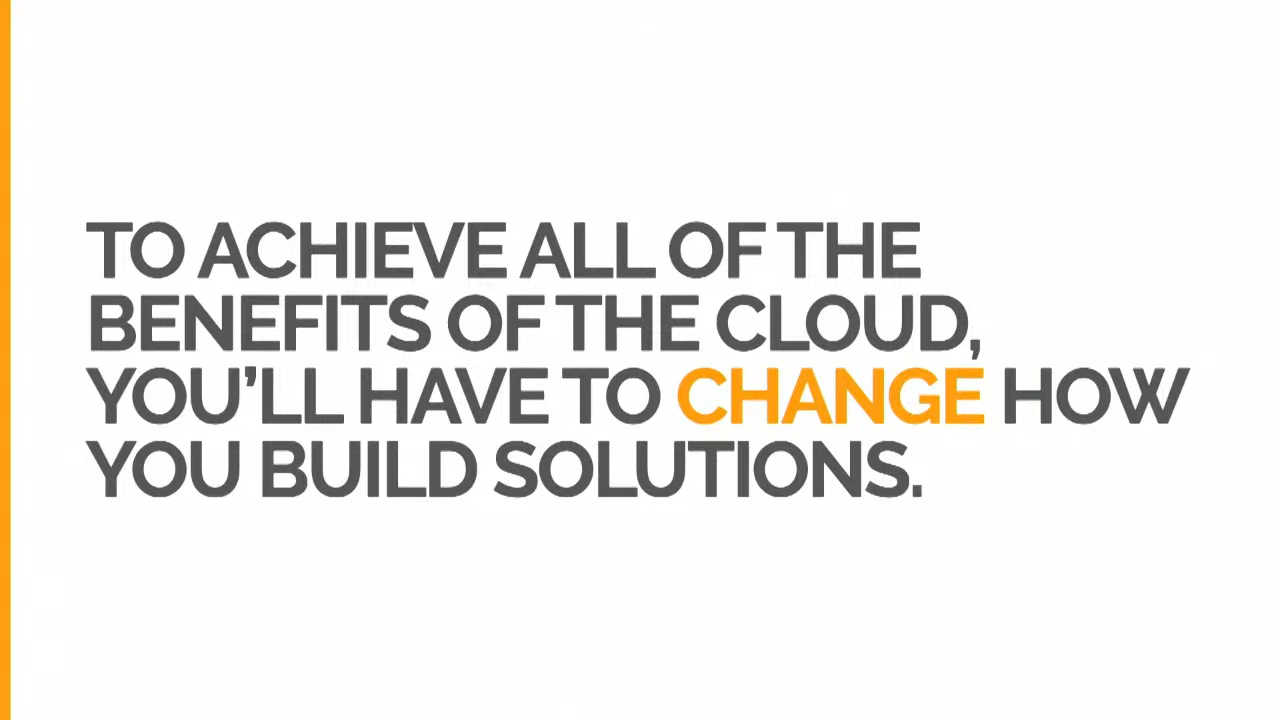 TO ACHIEVE ALL OF THE
BENEFITS OF THE CLOUD,
YOU’LL HAVE TO CHANGE HOW
YOU BUILD SOLUTIONS.